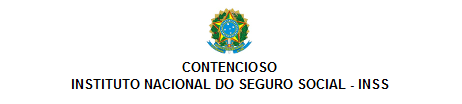 CONTENCIOSO
INSTITUTO NACIONAL DO SEGURO SOCIAL - INSS